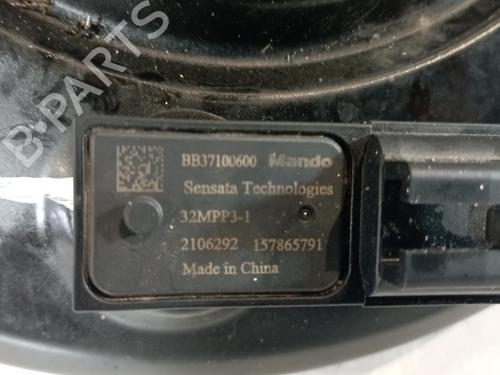 BB37100600 Mando
Sensata Technologies
32MPP3-1
2106292 157865791
Made in China
B-Parts